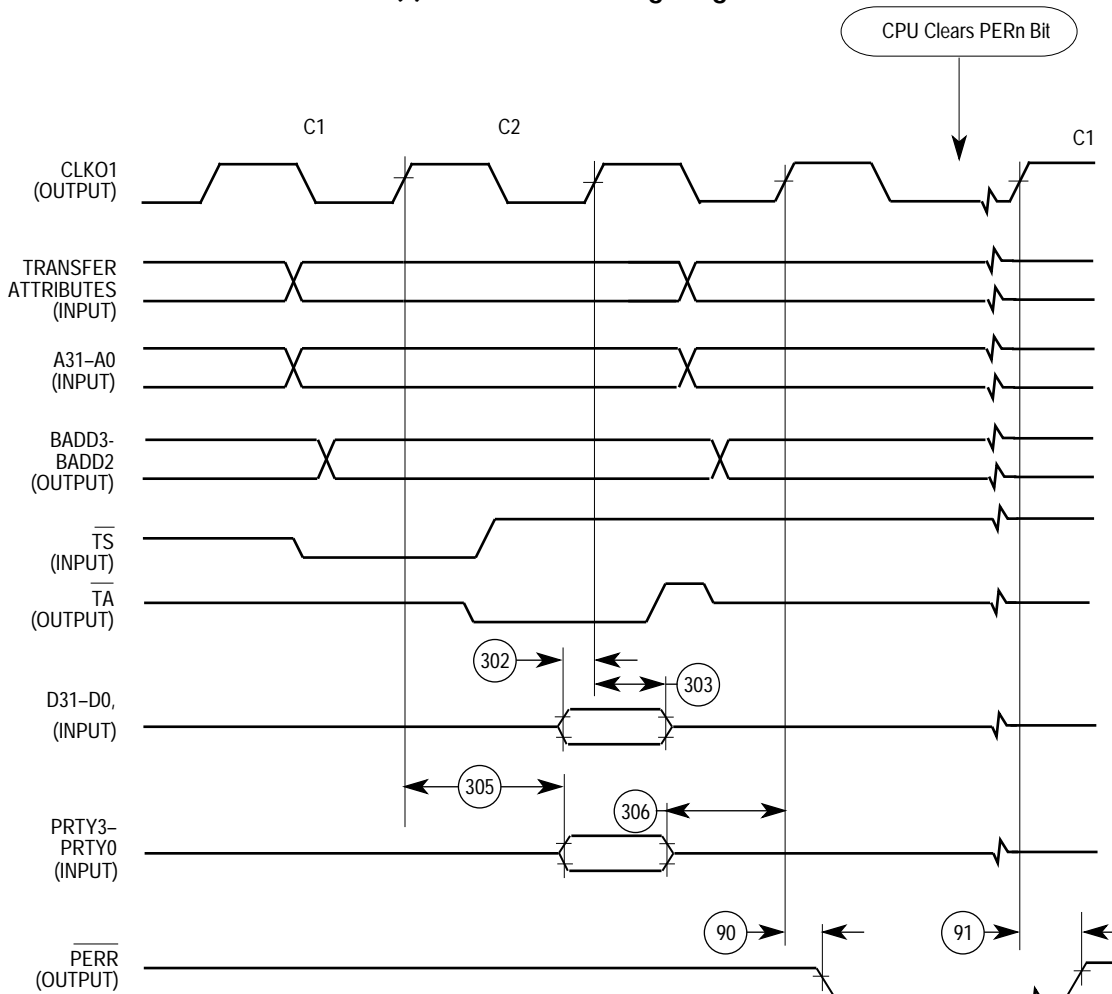 CPU Clears PERn Bit
C1
C2
C1
CLKO1
(OUTPUT)
TRANSFER
ATTRIBUTES
(INPUT)
A31–A0
(INPUT)
BADD3-
BADD2
(OUTPUT)
TS
(INPUT)
TA
(OUTPUT)
302
303
D31–D0,
(INPUT)
305
306
PRTY3–
PRTY0
(INPUT)
90
91
PERR
(OUTPUT)